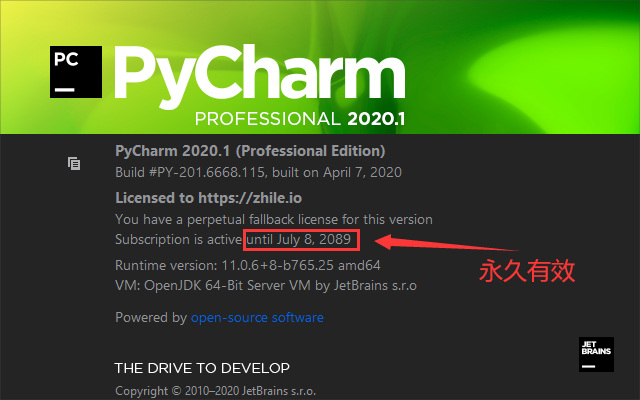 PC
PyCharm
PROFESSIONAL 2020.1
PyCharm 2020.1 (Professional Edition)
Build #PY-201.6668.115, built on April 7, 2020
Licensed to https://zhile.io
You have a perpetual fallback license for this version
Subscription is active until July 8, 2089
永久有效
Runtime version: 11.0.6+8-b765.25 amd64
VM: OpenJDK 64-Bit Server VM by JetBrains s.r.o
Powered by open-source software
JET
BRAINS
THE DRIVE TO DEVELOP
Copyright © 2010–2020 JetBrains s.r.o.